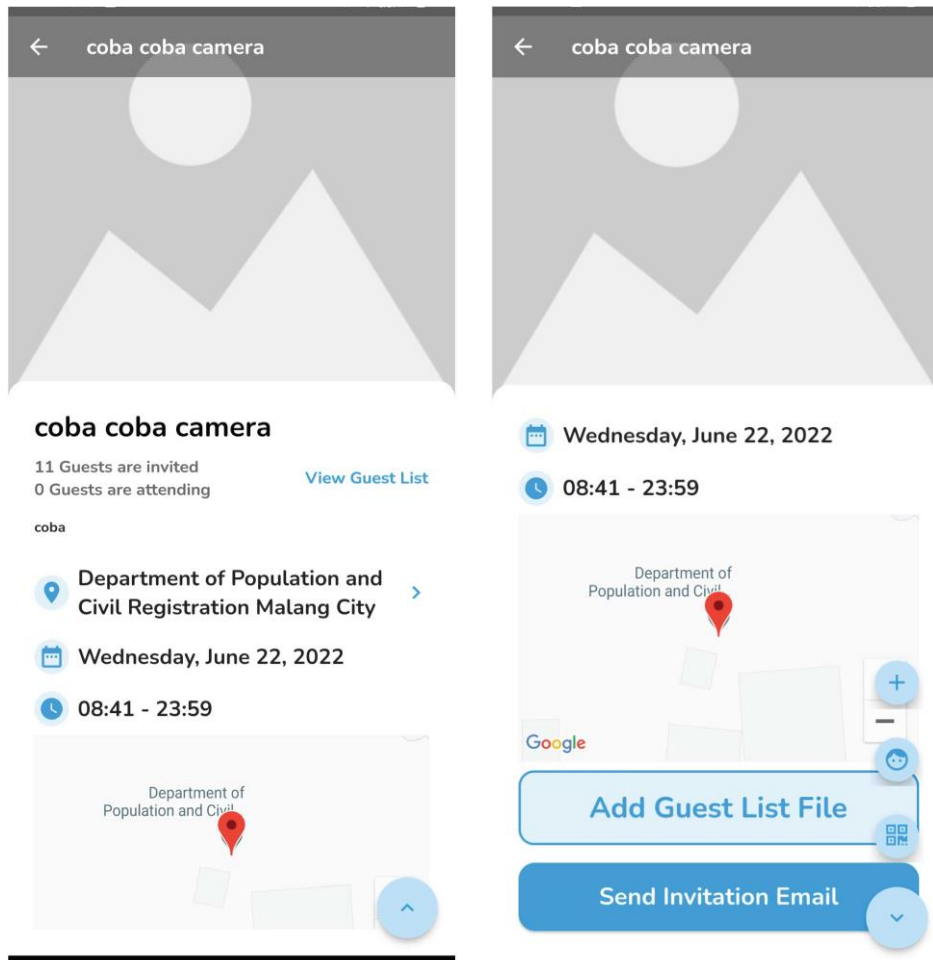 coba coba camera
coba coba camera
11 Guests are invited
0 Guests are attending
View Guest List
coba
Department of Population and
Civil Registration Malang City
Wednesday, June 22, 2022
08:41 - 23:59
Department of
Population and Civil
Google
coba coba camera
Wednesday, June 22, 2022
08:41 - 23:59
Department of
Population and Civil
Google
Add Guest List File
Send Invitation Email